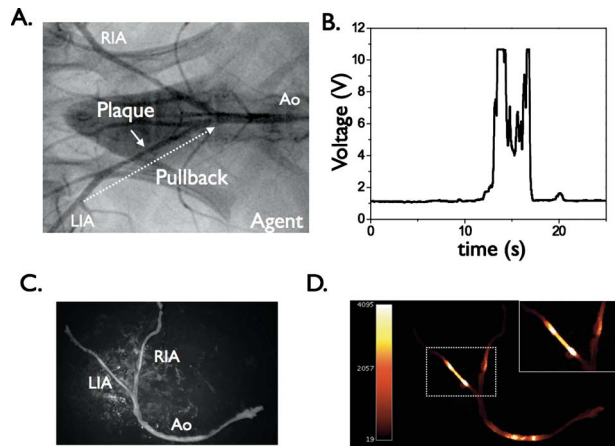 A.
RIA
Ao
Plaque
Pullback
LIA
Agent
B.
Voltage (V)
12
10
8
6
4
2
0
0
10
20
time (s)
C.
RIA
LIA
Ao
D.
4095
2057
19